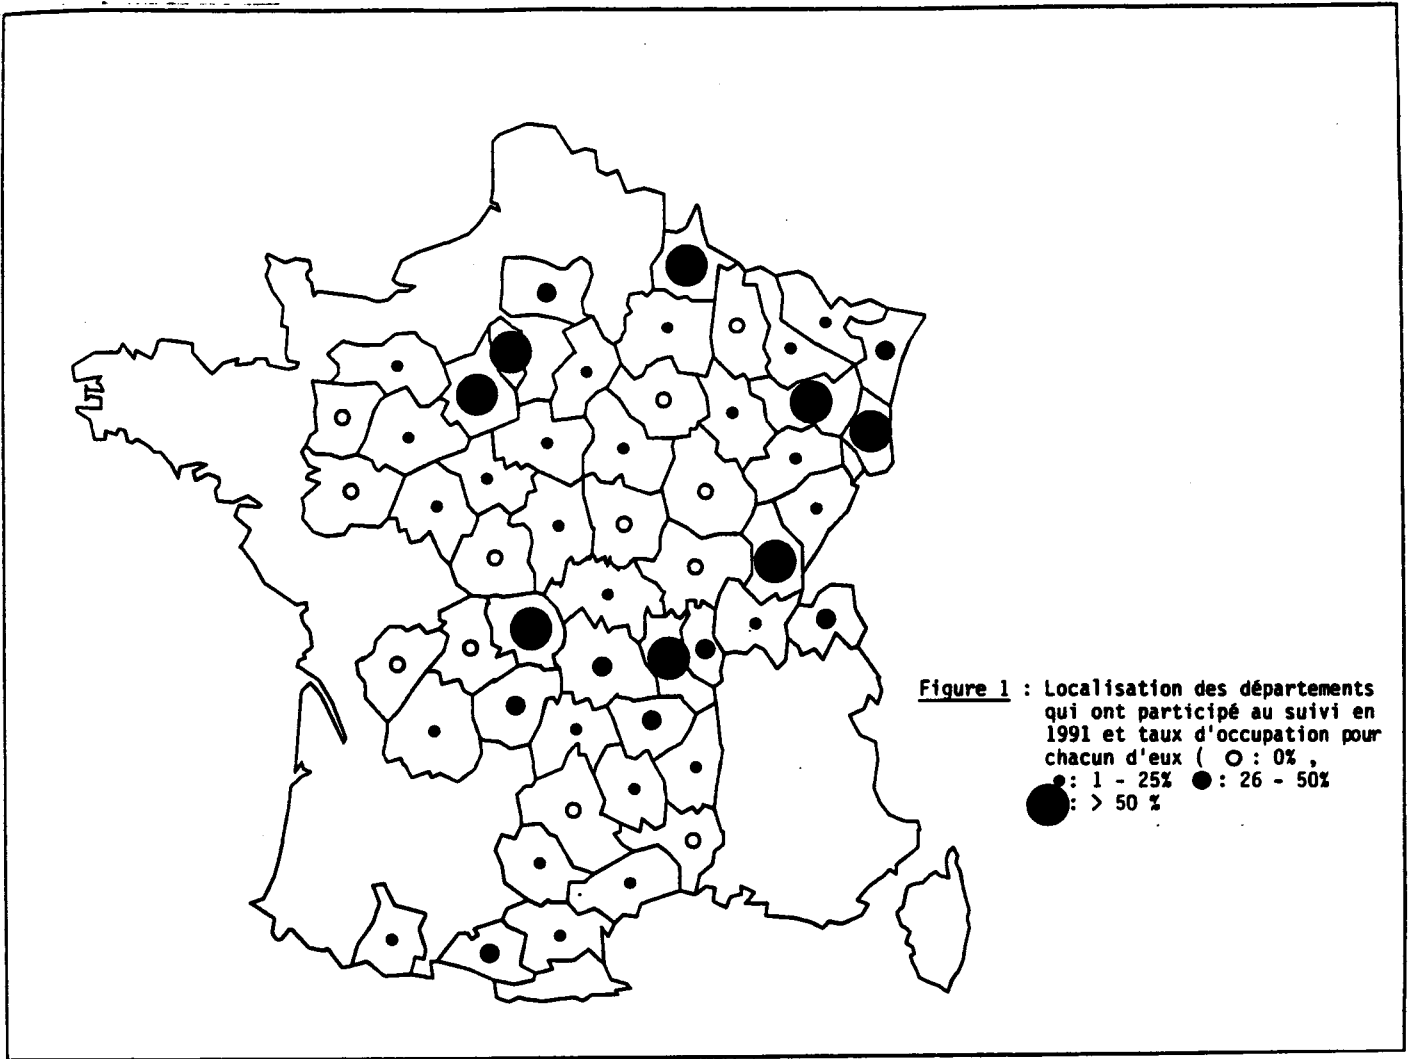 Figure 1 : Localisation des départements
qui ont participé au suivi en
1991 et taux d'occupation pour
chacun d'eux ( o : 0% ,
●: 1 - 25% ● : 26 - 50%
●: > 50 %